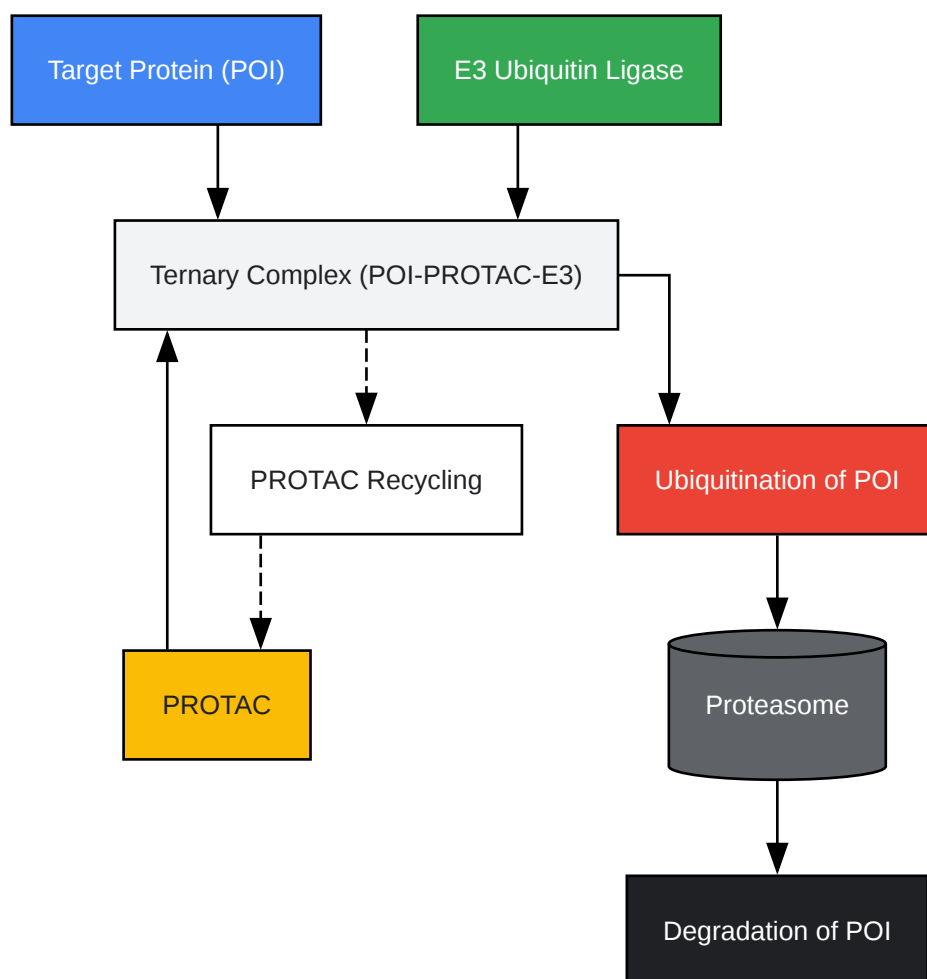 Target Protein (POI)
E3 Ubiquitin Ligase
Ternary Complex (POI-PROTAC-E3)
PROTAC Recycling
Ubiquitination of POI
PROTAC
Proteasome
Degradation of POI